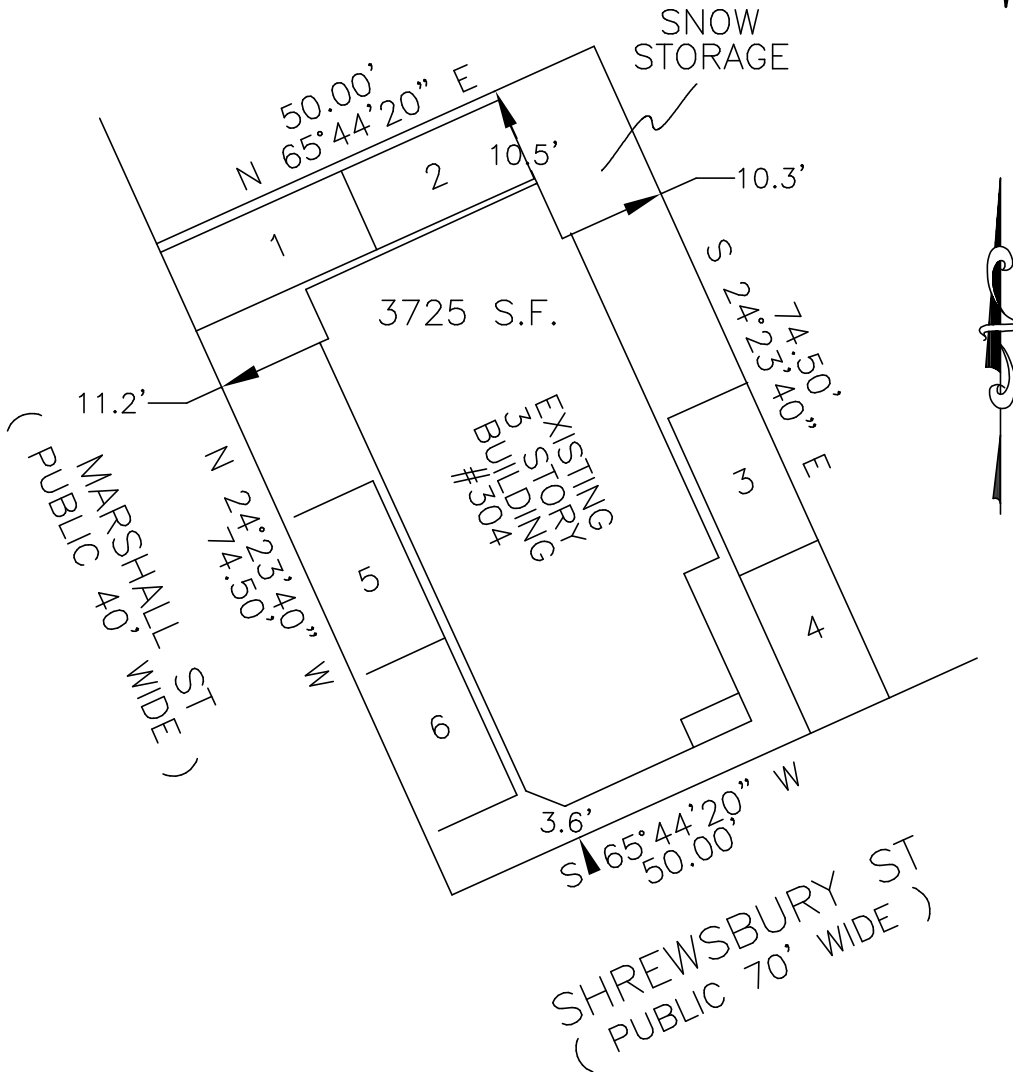 SNOW
STORAGE
50.00'
N 65°44'20" E
10.5'
10.3'
1
2
3725 S.F.
S 24°23'40" E
74.50'
11.2'
EXISTING
3 STORY
BUILDING
#304
3
4
5
6
N 24°23'40" W
74.50'
MARSHALL ST
( PUBLIC 40' WIDE )
3.6'
S 65°44'20" W
50.00'
SHREWSBURY ST
( PUBLIC 70' WIDE )